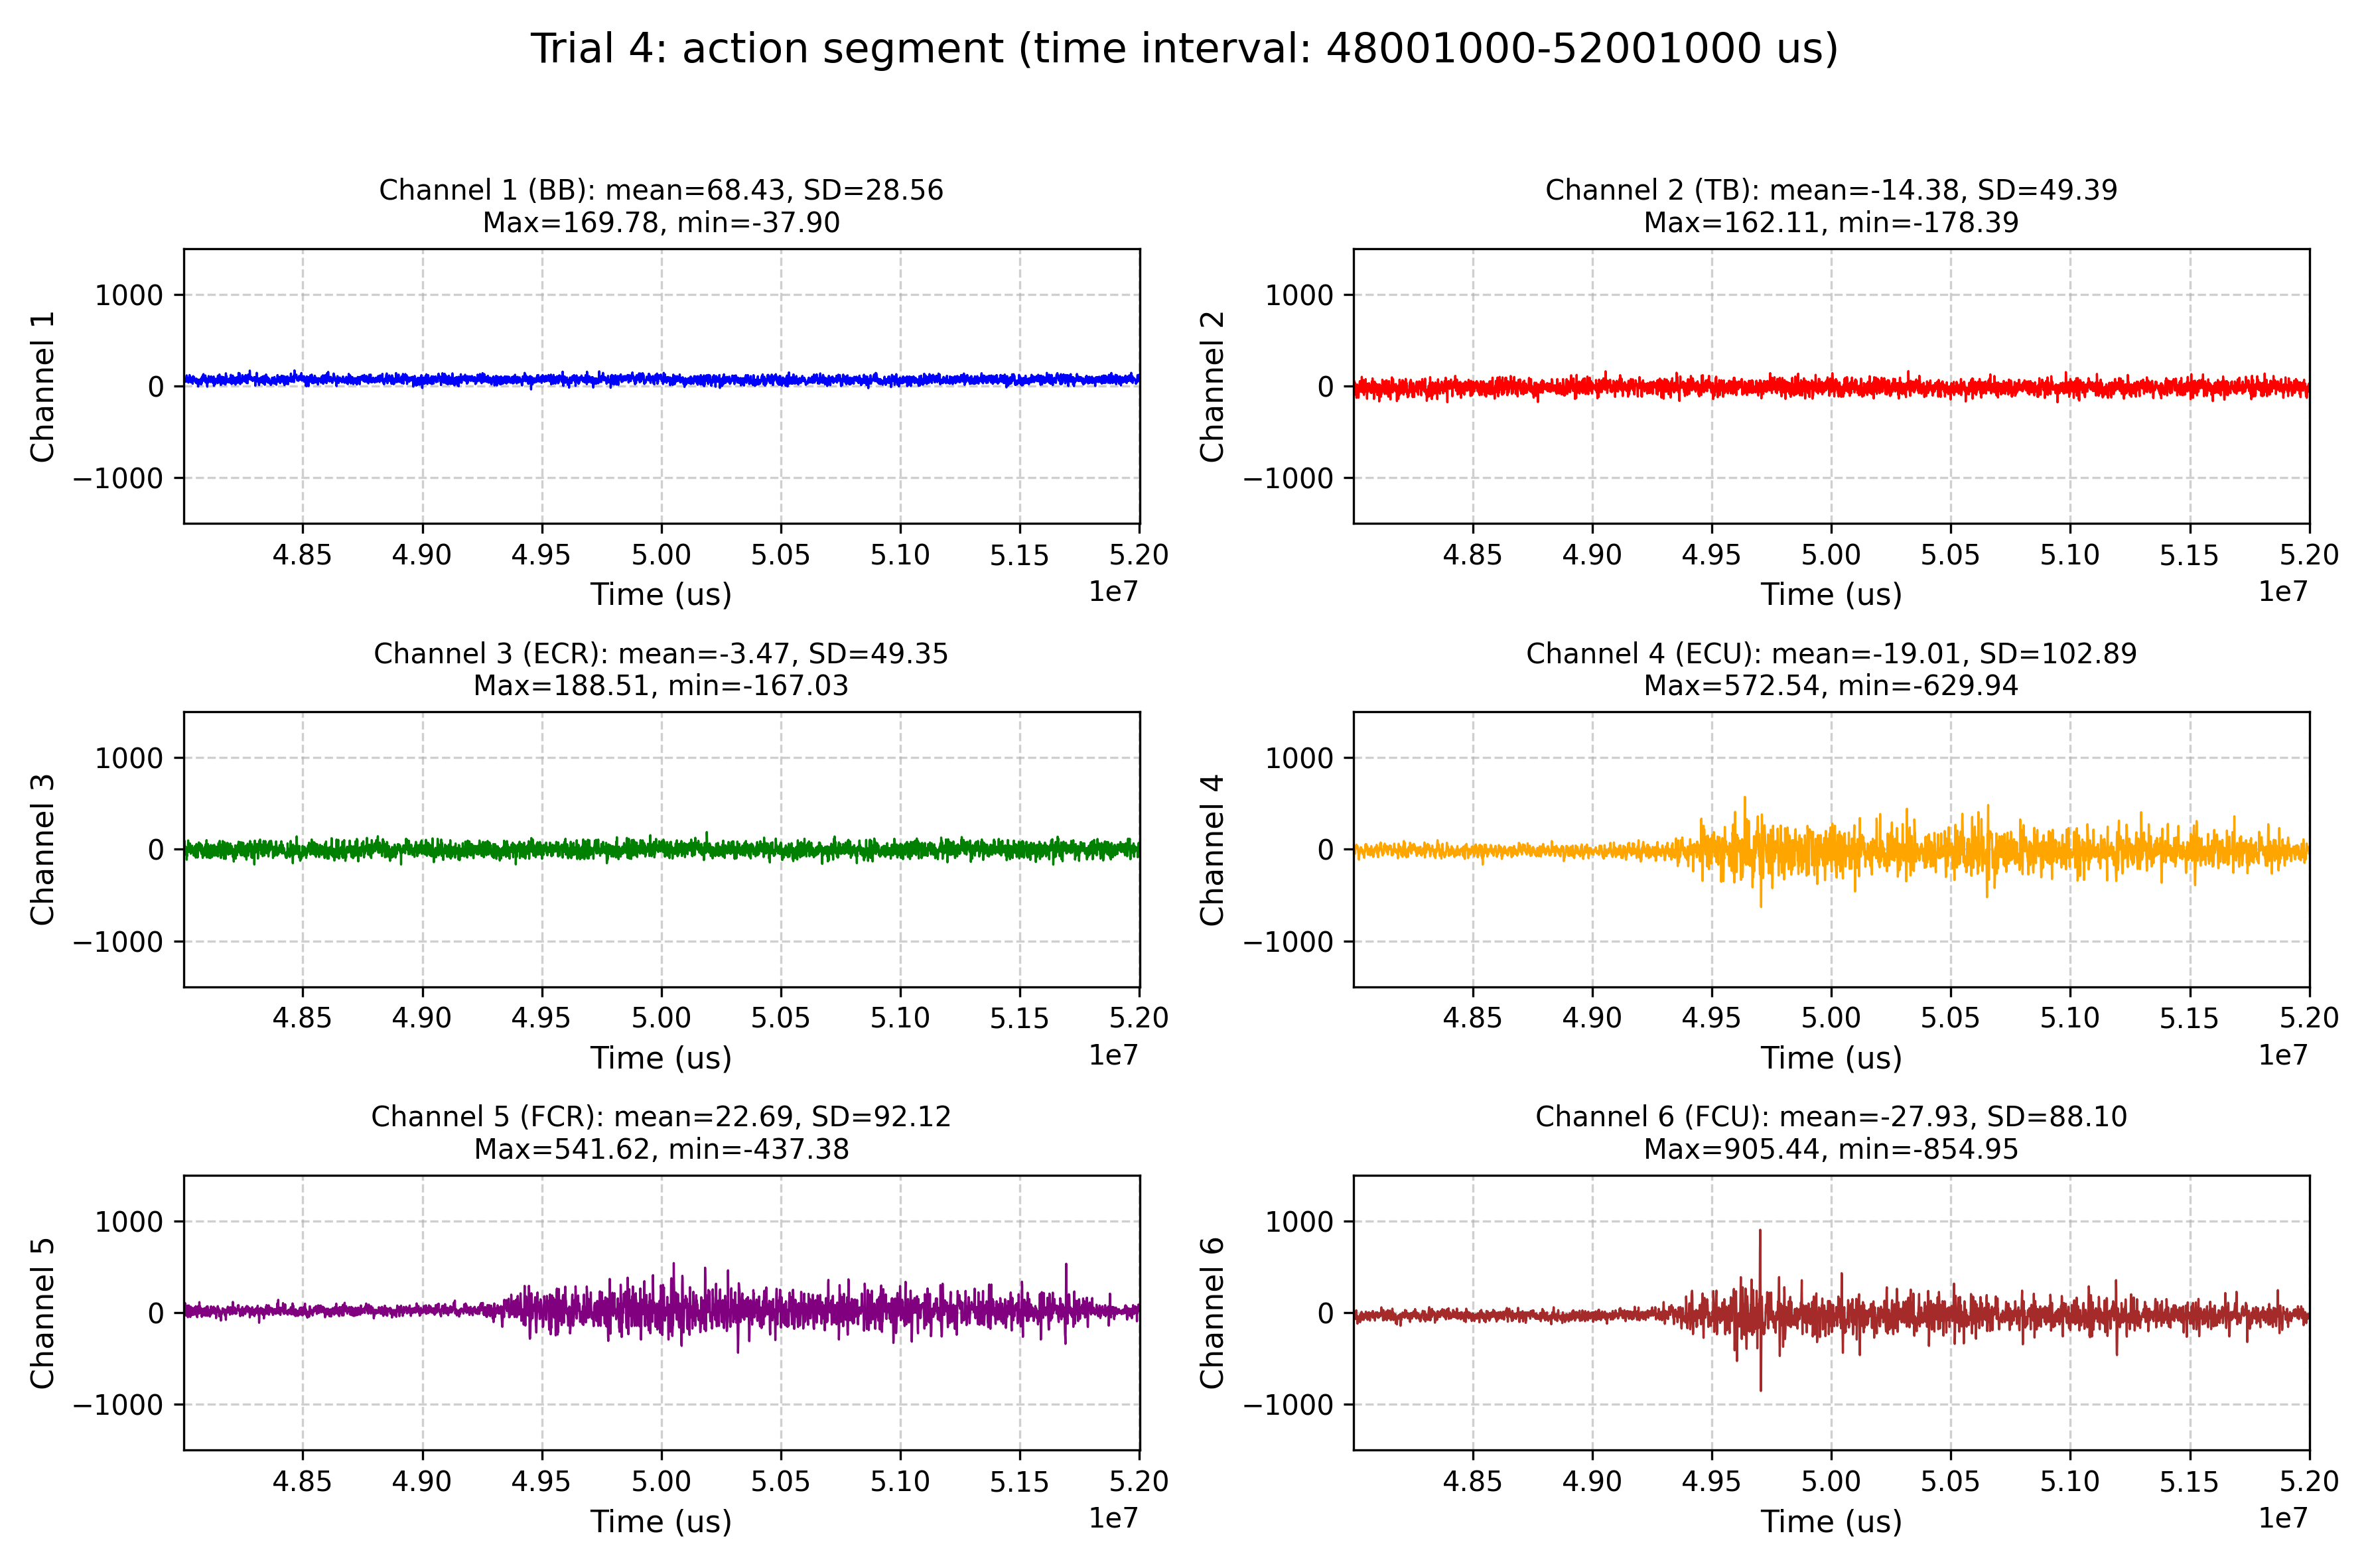 Trial 4: action segment (time interval: 48001000-52001000 us)
Channel 1 (BB): mean=68.43, SD=28.56
Max=169.78, min=-37.90
Channel 1
1000
0
−1000
4.85 4.90 4.95 5.00 5.05 5.10 5.15 5.20
Time (us)
1e7
Channel 2 (TB): mean=-14.38, SD=49.39
Max=162.11, min=-178.39
Channel 2
1000
0
−1000
4.85 4.90 4.95 5.00 5.05 5.10 5.15 5.20
Time (us)
1e7
Channel 3 (ECR): mean=-3.47, SD=49.35
Max=188.51, min=-167.03
Channel 3
1000
0
−1000
4.85 4.90 4.95 5.00 5.05 5.10 5.15 5.20
Time (us)
1e7
Channel 4 (ECU): mean=-19.01, SD=102.89
Max=572.54, min=-629.94
Channel 4
1000
0
−1000
4.85 4.90 4.95 5.00 5.05 5.10 5.15 5.20
Time (us)
1e7
Channel 5 (FCR): mean=22.69, SD=92.12
Max=541.62, min=-437.38
Channel 5
1000
0
−1000
4.85 4.90 4.95 5.00 5.05 5.10 5.15 5.20
Time (us)
1e7
Channel 6 (FCU): mean=-27.93, SD=88.10
Max=905.44, min=-854.95
Channel 6
1000
0
−1000
4.85 4.90 4.95 5.00 5.05 5.10 5.15 5.20
Time (us)
1e7